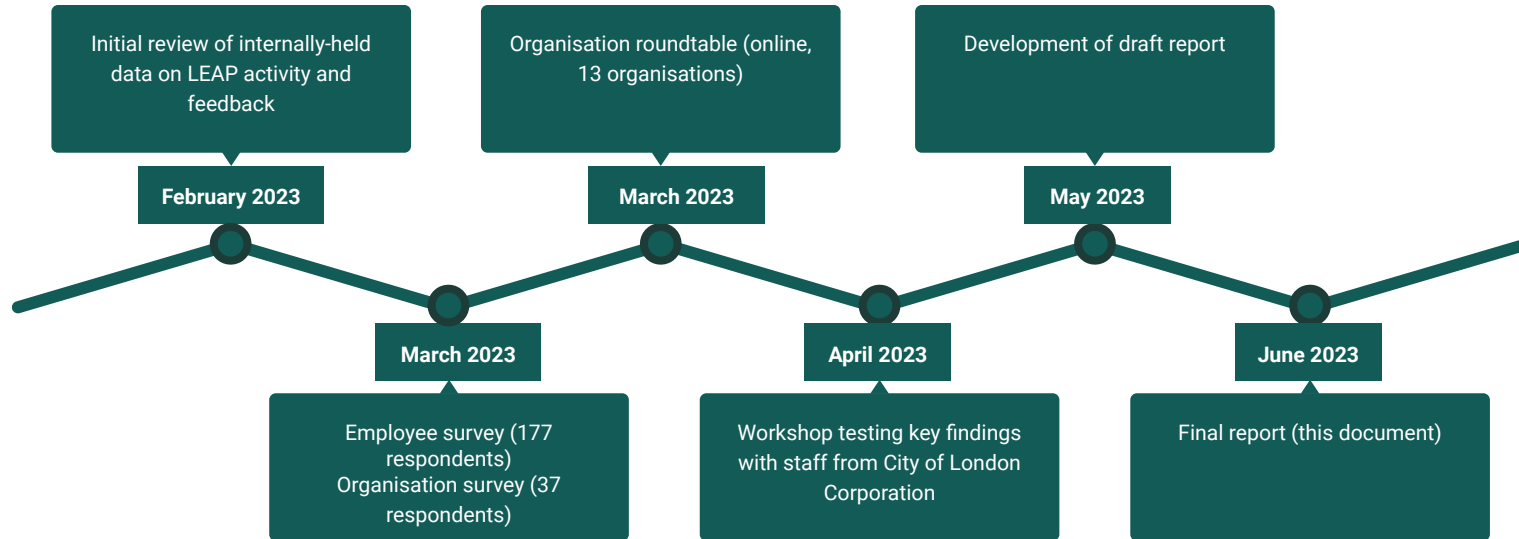 Initial review of internally-held
data on LEAP activity and
feedback
February 2023
March 2023
Employee survey (177
respondents)
Organisation survey (37
respondents)
Organisation roundtable (online,
13 organisations)
March 2023
April 2023
Workshop testing key findings
with staff from City of London
Corporation
Development of draft report
May 2023
June 2023
Final report (this document)